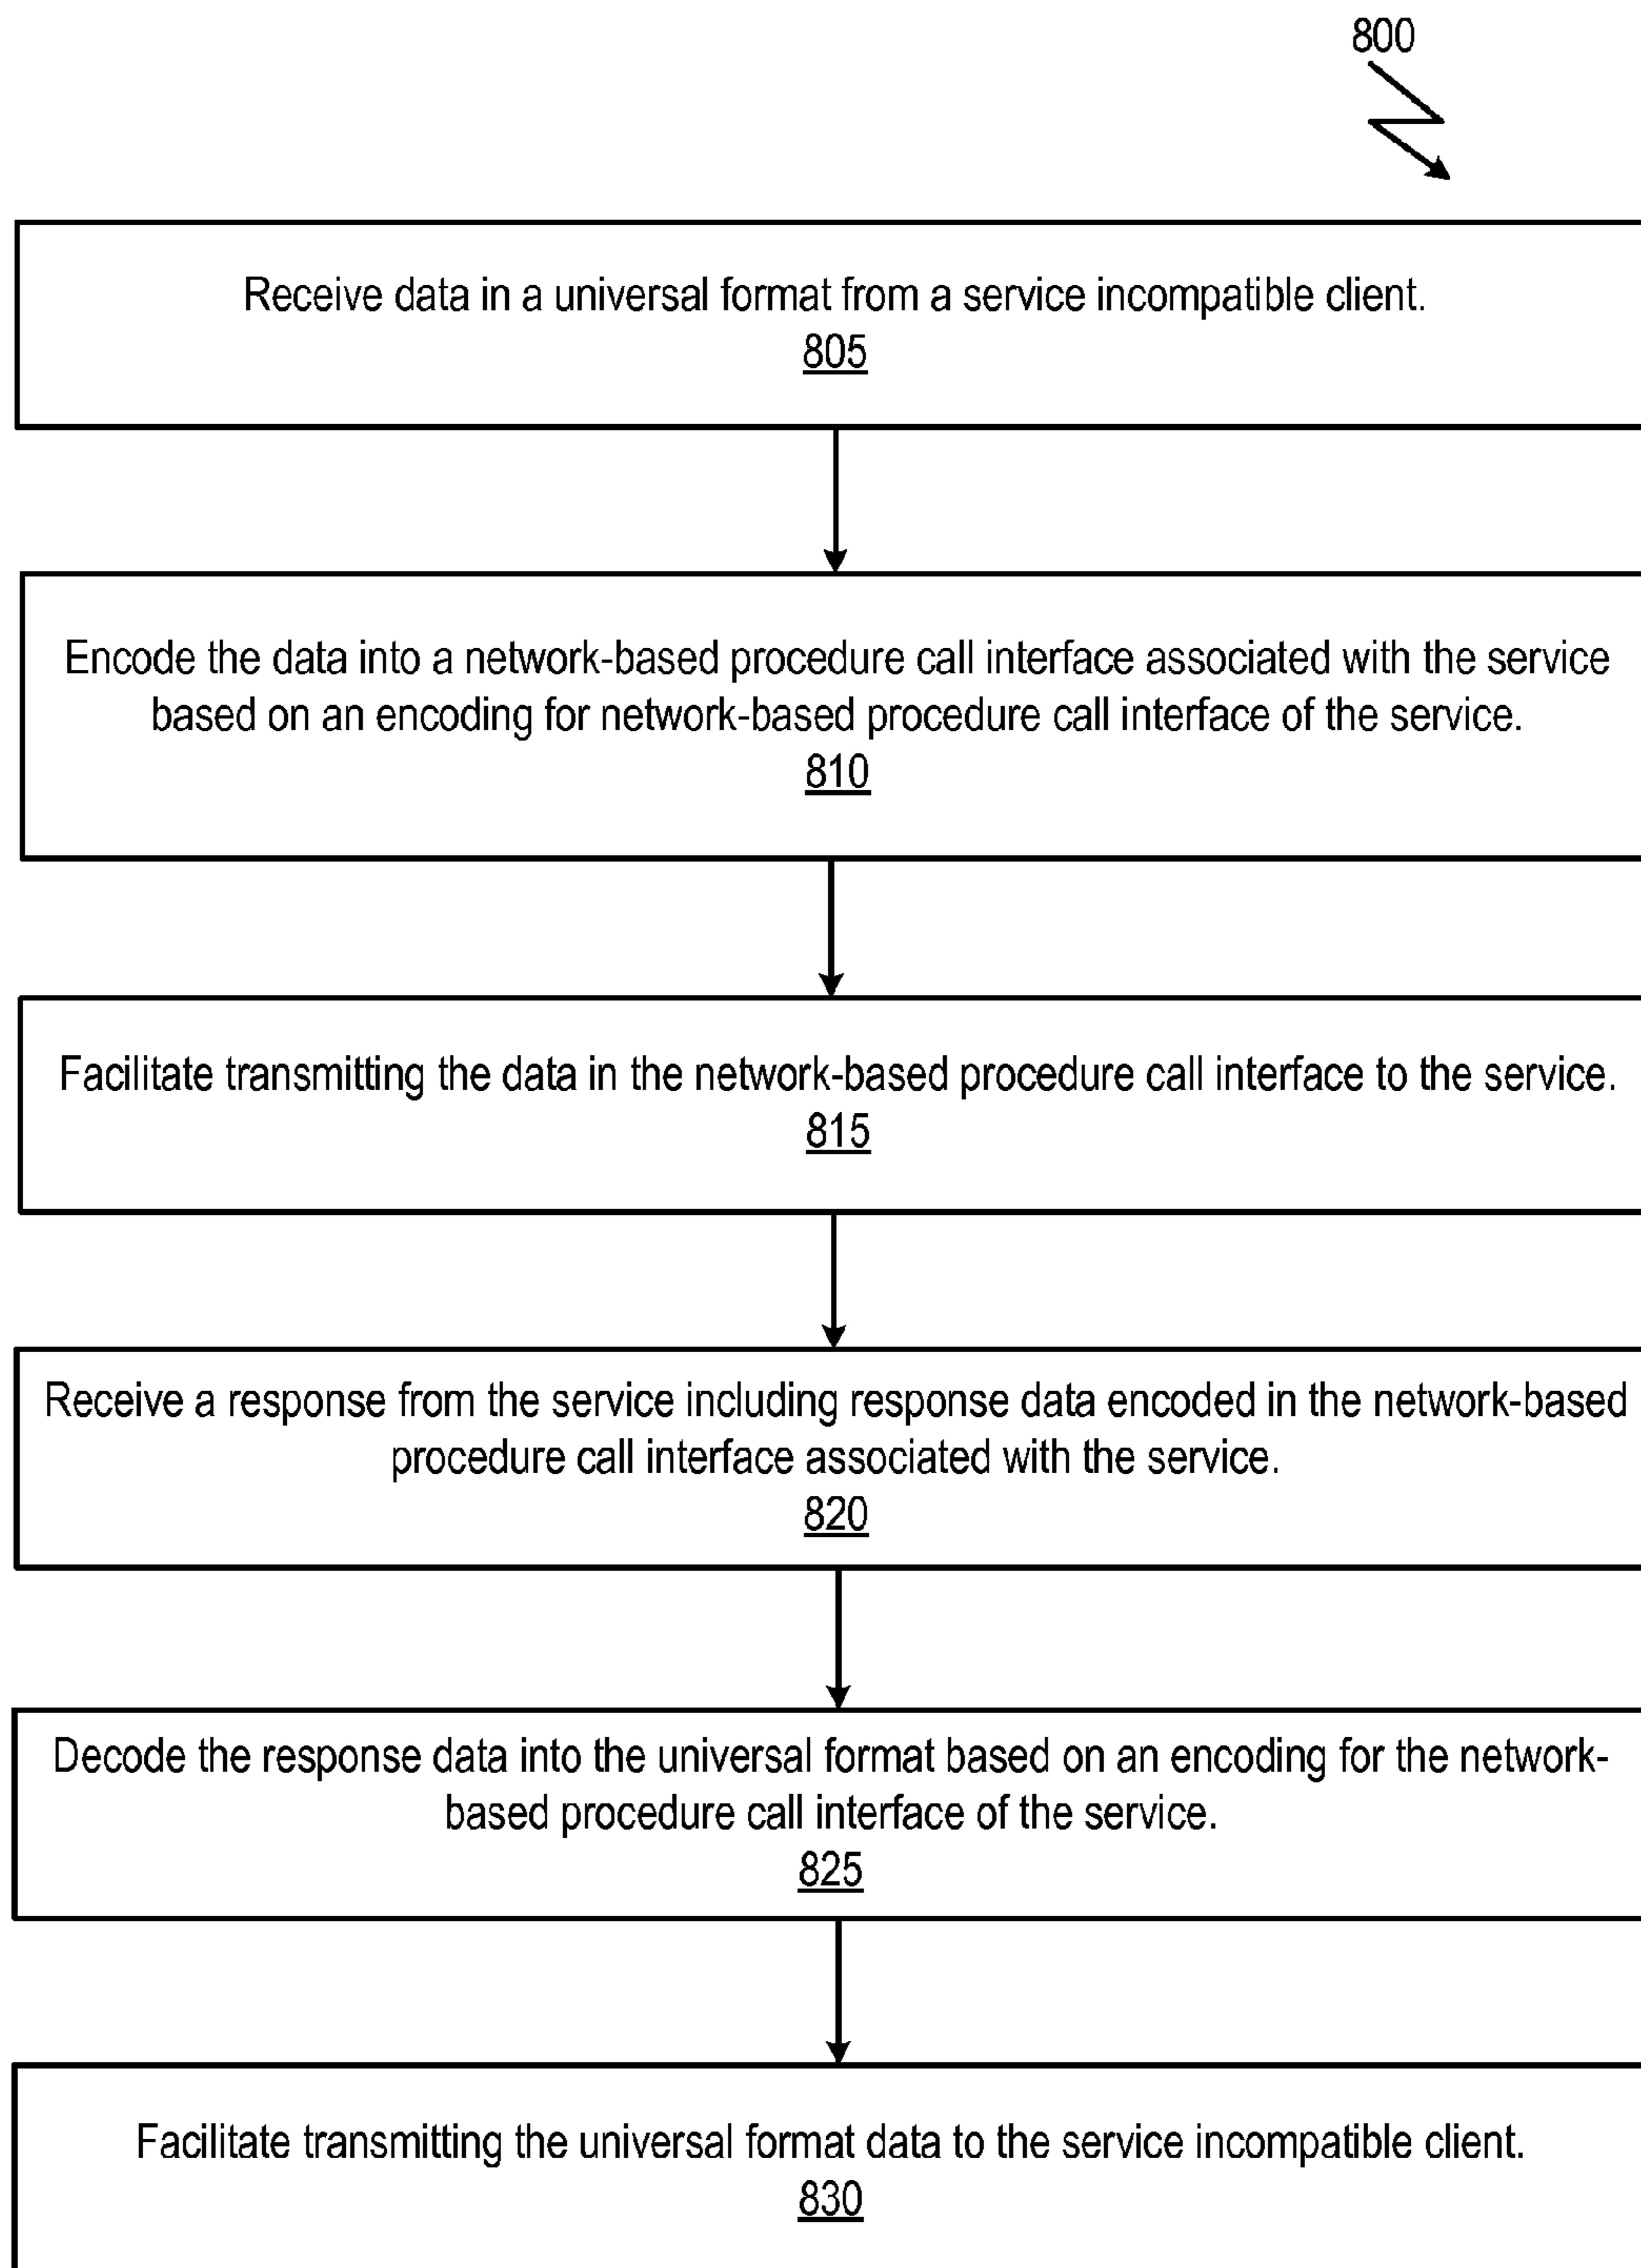 800
Receive data in a universal format from a service incompatible client.
805
Encode the data into a network-based procedure call interface associated with the service
based on an encoding for network-based procedure call interface of the service.
810
Facilitate transmitting the data in the network-based procedure call interface to the service.
815
Receive a response from the service including response data encoded in the network-based
procedure call interface associated with the service.
820
Decode the response data into the universal format based on an encoding for the network-
based procedure call interface of the service.
825
Facilitate transmitting the universal format data to the service incompatible client.
830